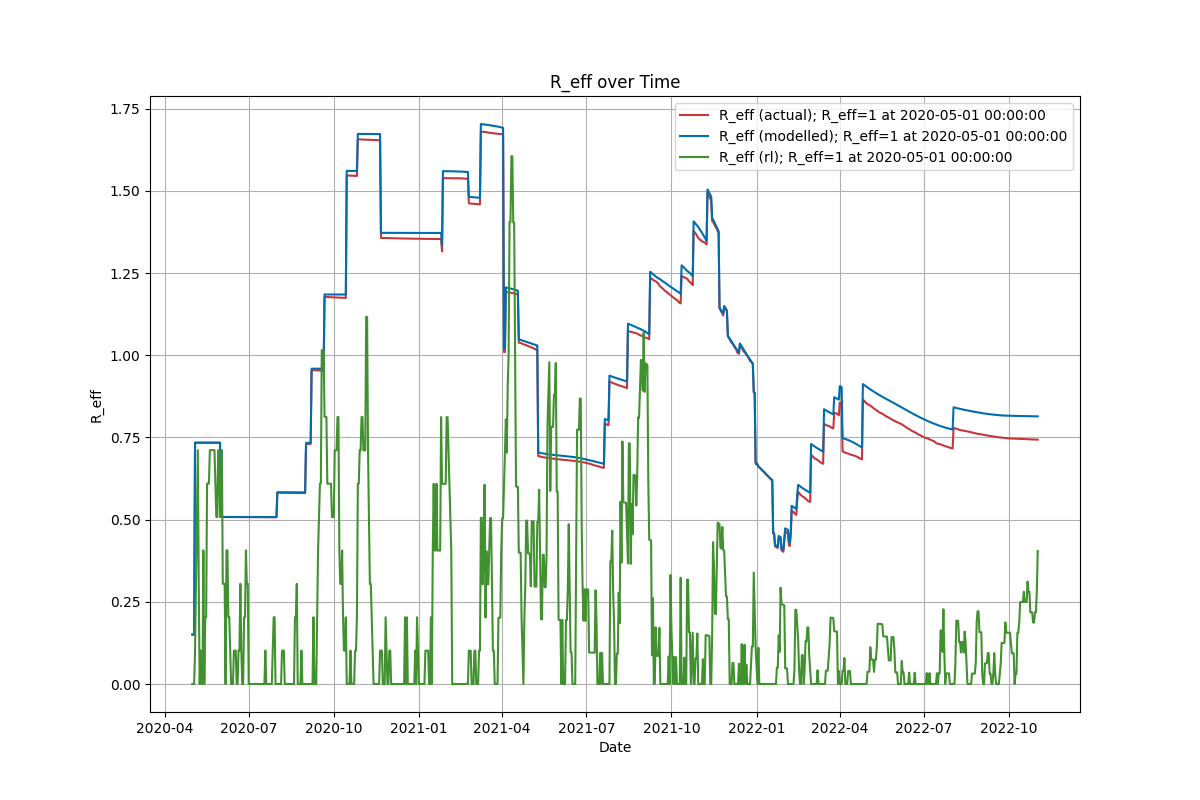 R_eff over Time
R_eff (actual); R_eff=1 at 2020-05-01 00:00:00
R_eff (modelled); R_eff=1 at 2020-05-01 00:00:00
R_eff (rl); R_eff=1 at 2020-05-01 00:00:00
1.75
1.50
1.25
1.00
0.75
0.50
0.25
0.00
R_eff
2020-04 2020-07 2020-10 2021-01 2021-04 2021-07 2021-10 2022-01 2022-04 2022-07 2022-10
Date